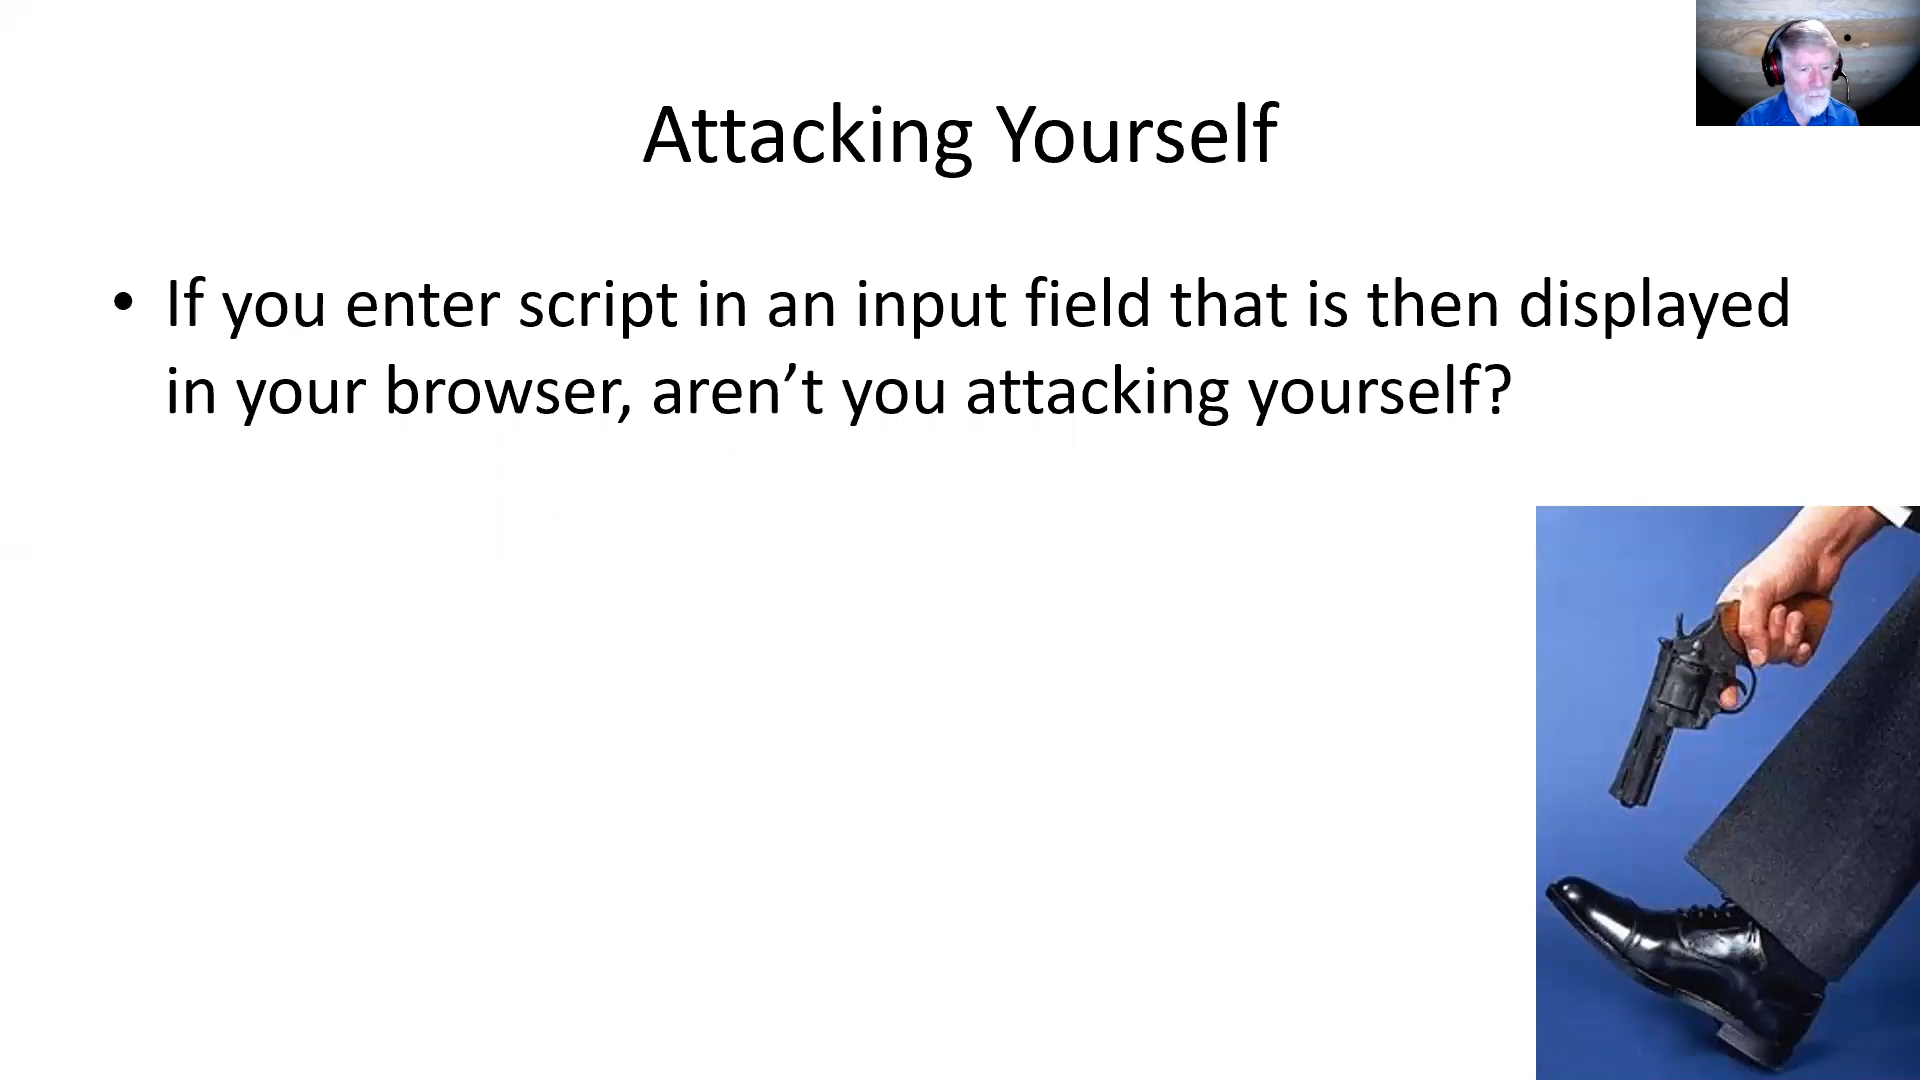 Attacking Yourself
• If you enter script in an input field that is then displayed
in your browser, aren’t you attacking yourself?